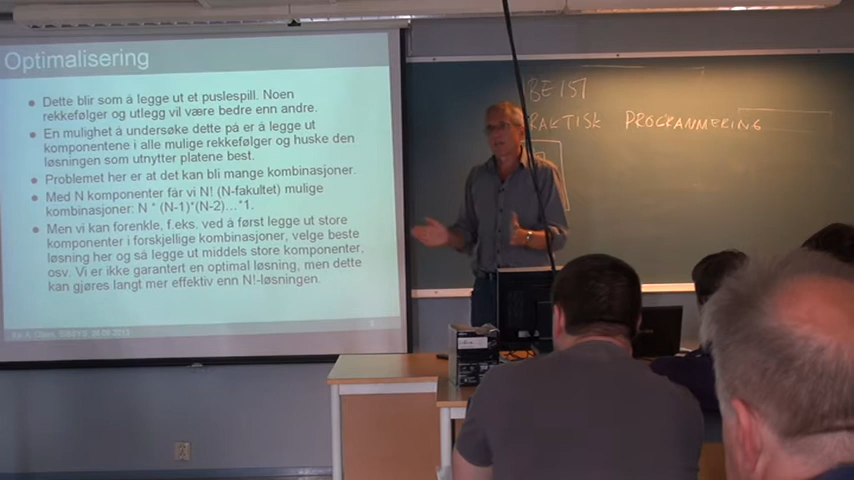 Optimalisering
Dette blir som å legge ut et puslespill. Noen
rekkefølger og utlegg vil være bedre enn andre.
En mulighet å undersøke dette på er å legge ut
komponentene i alle mulige rekkefølger og huske den
løsningen som utnytter platene best.
Problemet her er at det kan bli mange kombinasjoner.
Med N komponenter får vi N! (N-fakultet) mulige
kombinasjoner: N * (N-1)*(N-2)...*1.
Men vi kan forenkle, f.eks. ved å først legge ut store
komponenter i forskjellige kombinasjoner, velge beste
løsning her og så legge ut middels store komponenter,
osv. Vi er ikke garantert en optimal løsning, men dette
kan gjøres langt mer effektiv enn N!-løsningen.
PROGRAMMERING